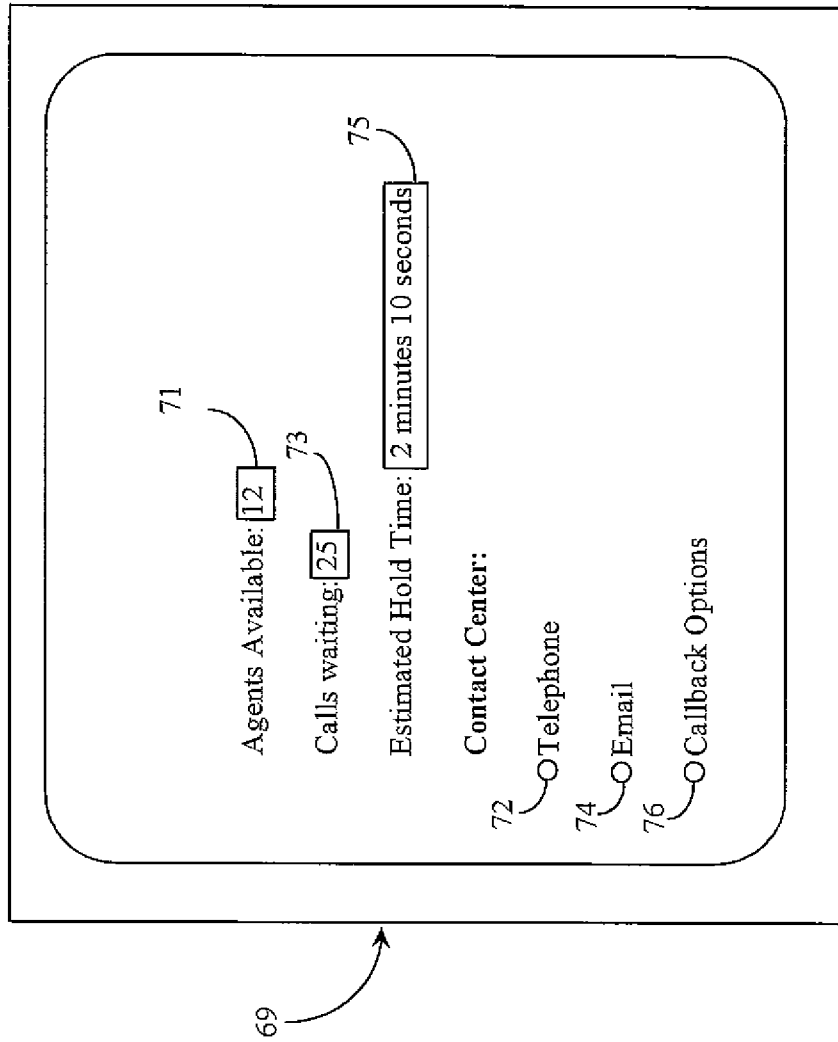 71
Agents Available: 12
73
Calls waiting: 25
75
Estimated Hold Time: 2 minutes 10 seconds
Contact Center:
72
Telephone
74
Email
76
Callback Options
69